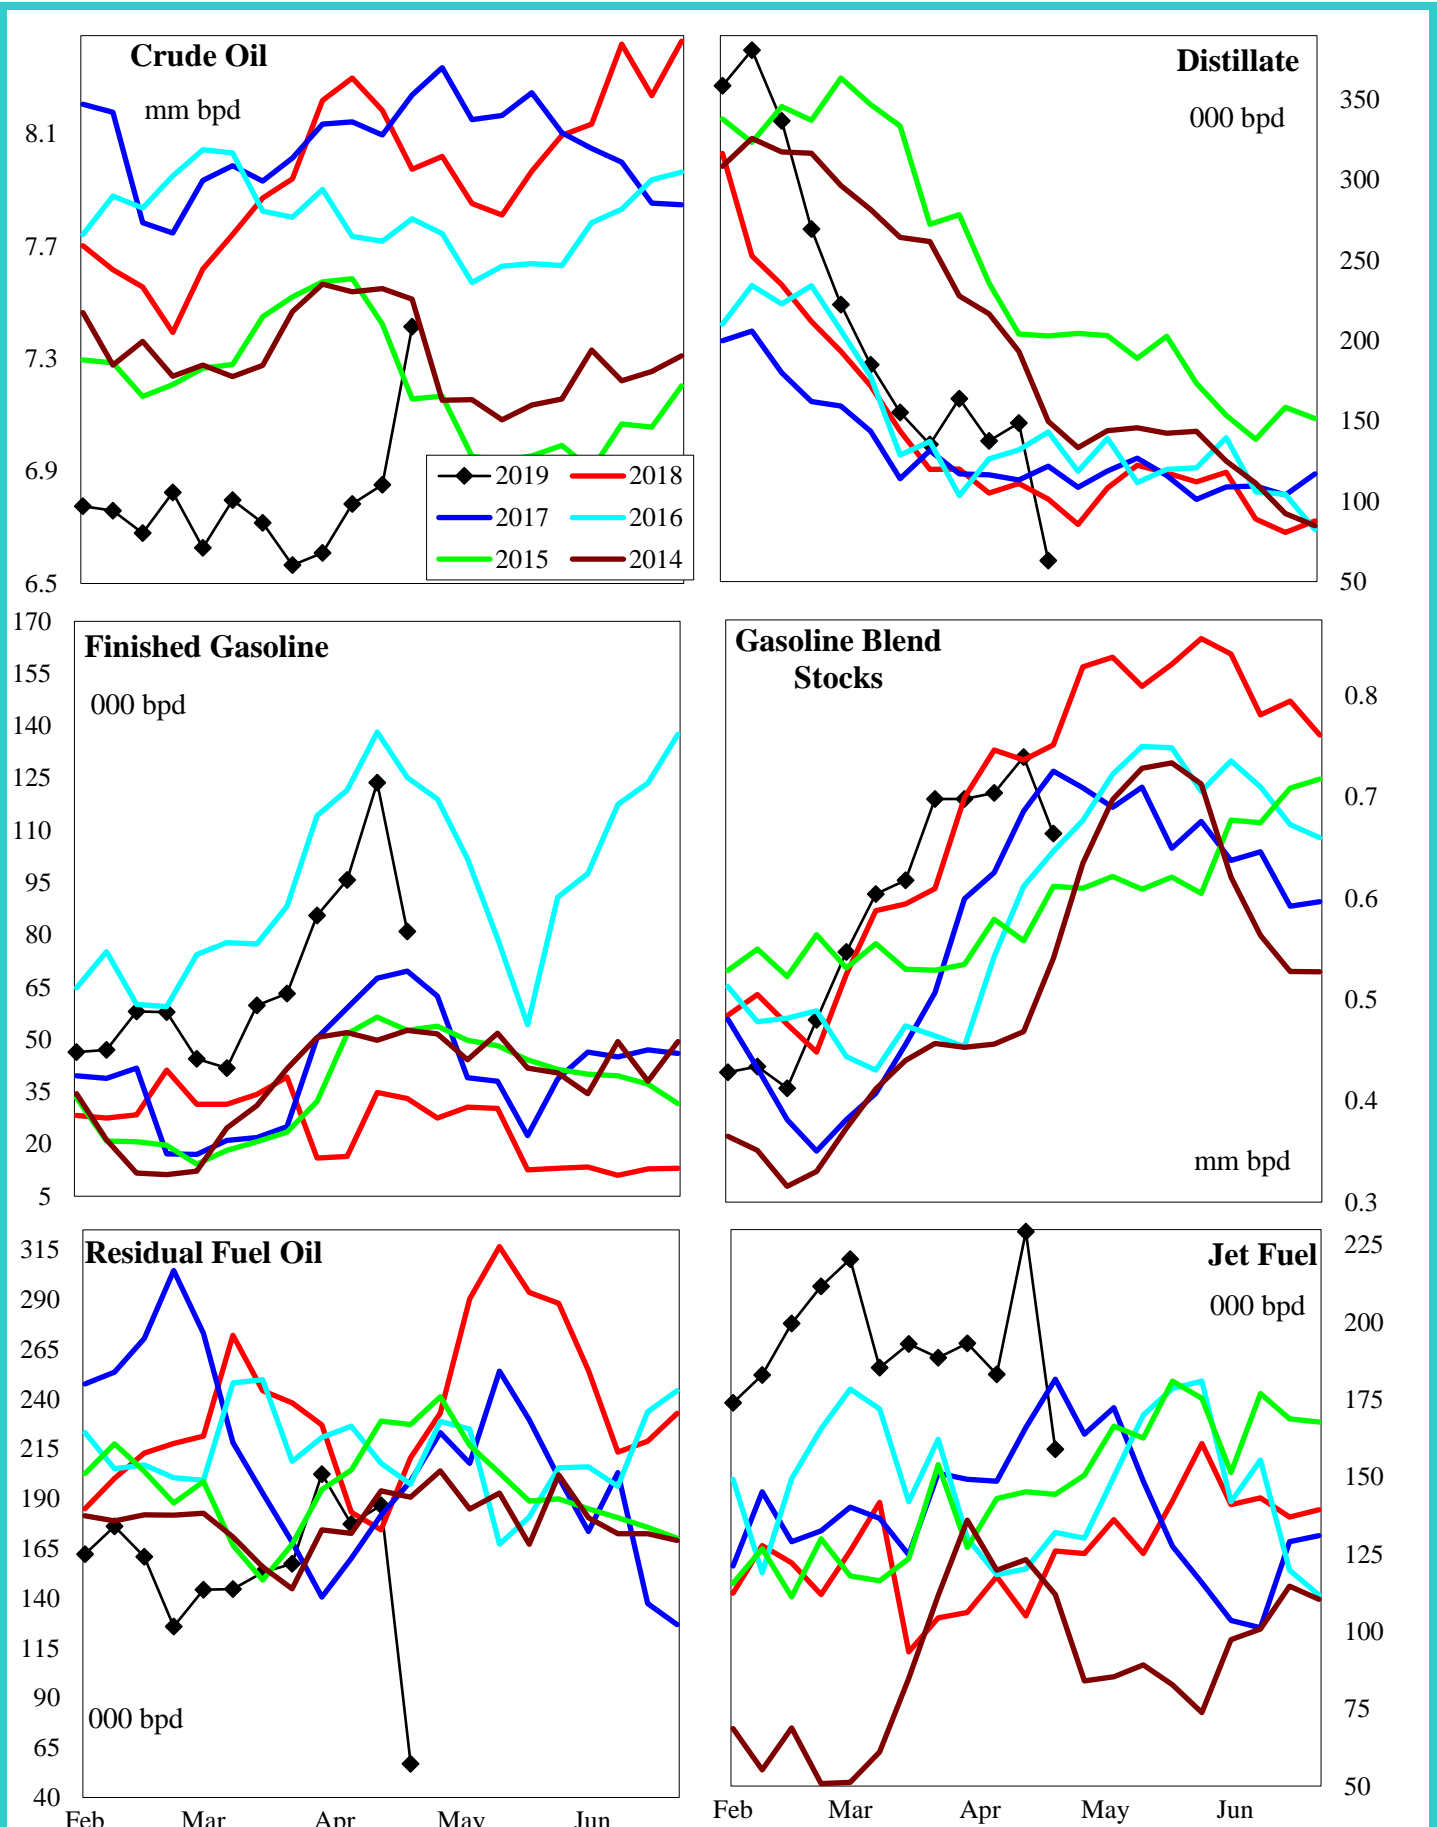 Crude Oil
mm bpd
8.1
7.7
7.3
6.9
6.5
2019
2018
2017
2016
2015
2014
Distillate
000 bpd
350
300
250
200
150
100
50
Finished Gasoline
000 bpd
170
155
140
125
110
95
80
65
50
35
20
5
Gasoline Blend
Stocks
mm bpd
0.8
0.7
0.6
0.5
0.4
0.3
Residual Fuel Oil
000 bpd
315
290
265
240
215
190
165
140
115
90
65
40
Feb
Mar
Apr
May
Jun
Jet Fuel
000 bpd
225
200
175
150
125
100
75
50
Feb
Mar
Apr
May
Jun